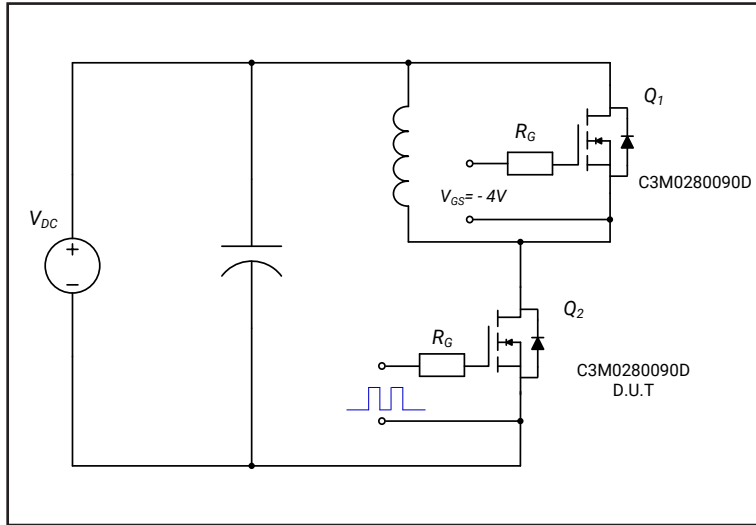 Q1
RG
C3M0280090D
VGS= - 4V
VDC
+
−
Q2
RG
C3M0280090D
D.U.T